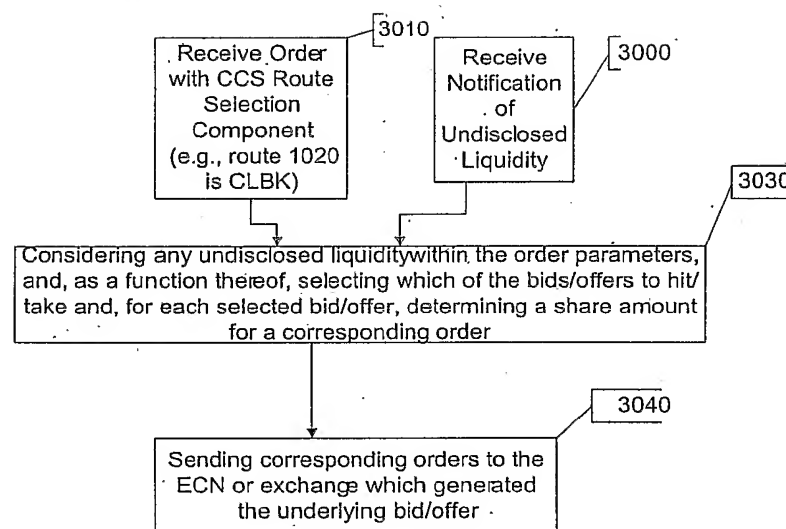 3010
Receive Order
with CCS Route
Selection
Component
(e.g., route 1020
is CLBK)
3000
Receive
Notification
of
Undisclosed
Liquidity
3030
Considering any undisclosed liquiditywithin the order parameters,
and, as a function thereof, selecting which of the bids/offers to hit/
take and, for each selected bid/offer, determining a share amount
for a corresponding order
3040
Sending corresponding orders to the
ECN or exchange which generated
the underlying bid/offer